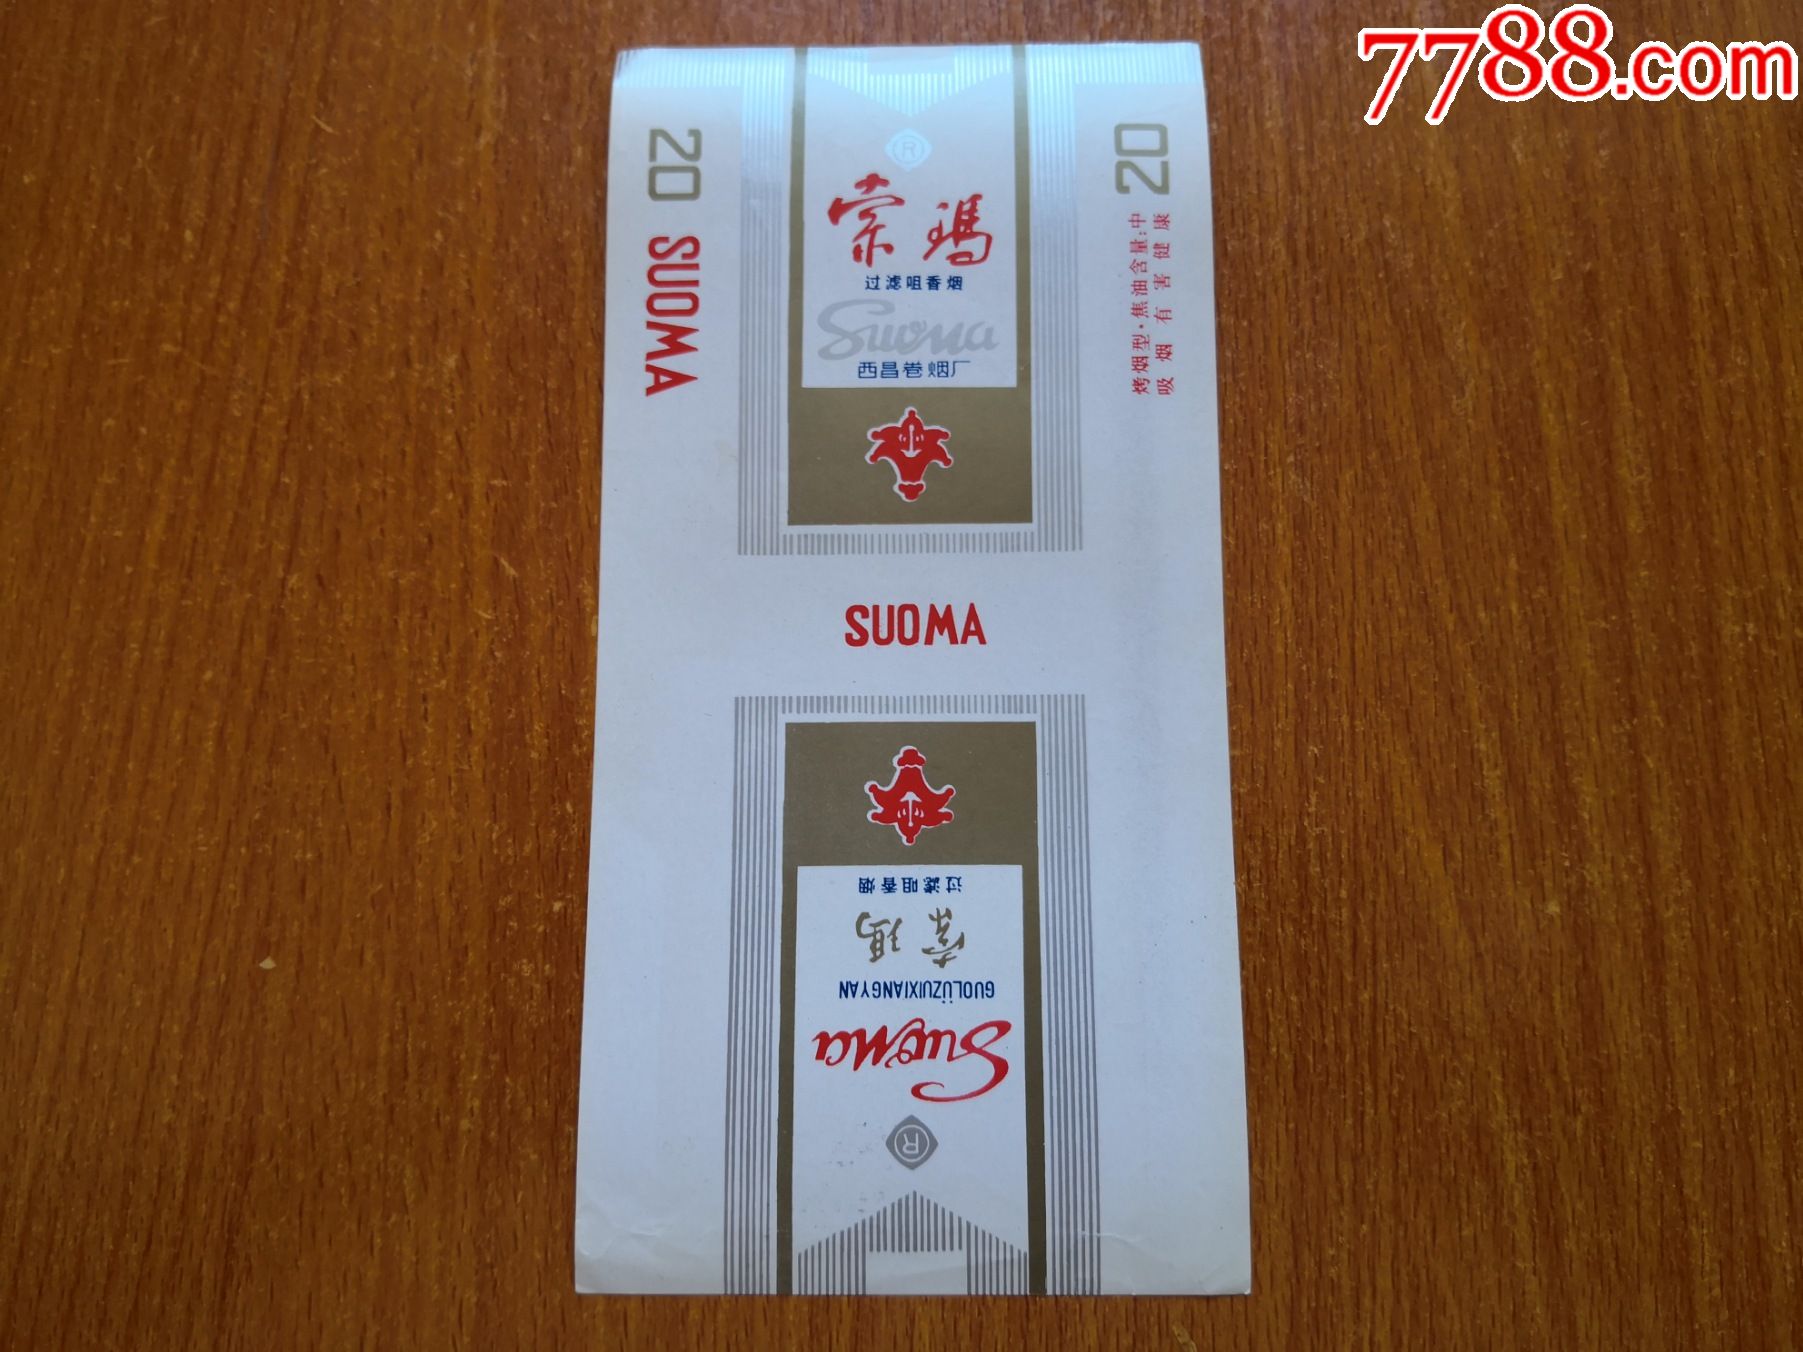 7788.com
20 SUOMA
R
索玛
过滤咀香烟
Suoma
西昌卷烟厂
20
烤烟型·焦油含量:中
吸烟有害健康
SUOMA
过滤咀香烟
索玛
GUOLÜZUIXIANGYAN
Suoma
R